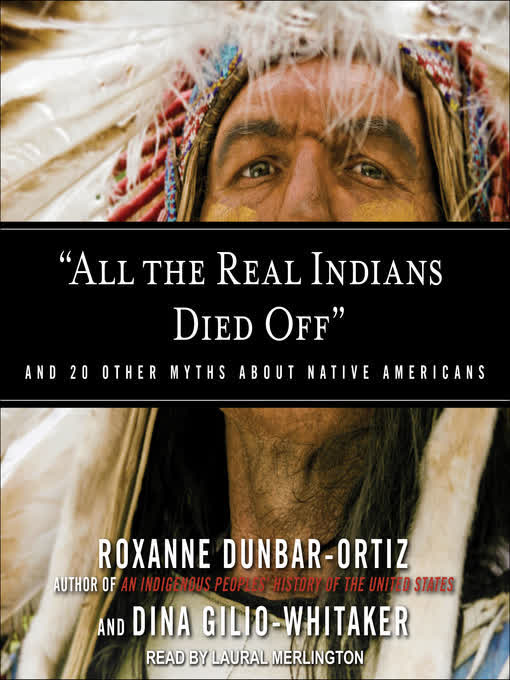 “ALL THE REAL INDIANS
DIED OFF”
AND 20 OTHER MYTHS ABOUT NATIVE AMERICANS
ROXANNE DUNBAR-ORTIZ
AUTHOR OF AN INDIGENOUS PEOPLES’ HISTORY OF THE UNITED STATES
AND DINA GILIO-WHITAKER
READ BY LAURAL MERLINGTON